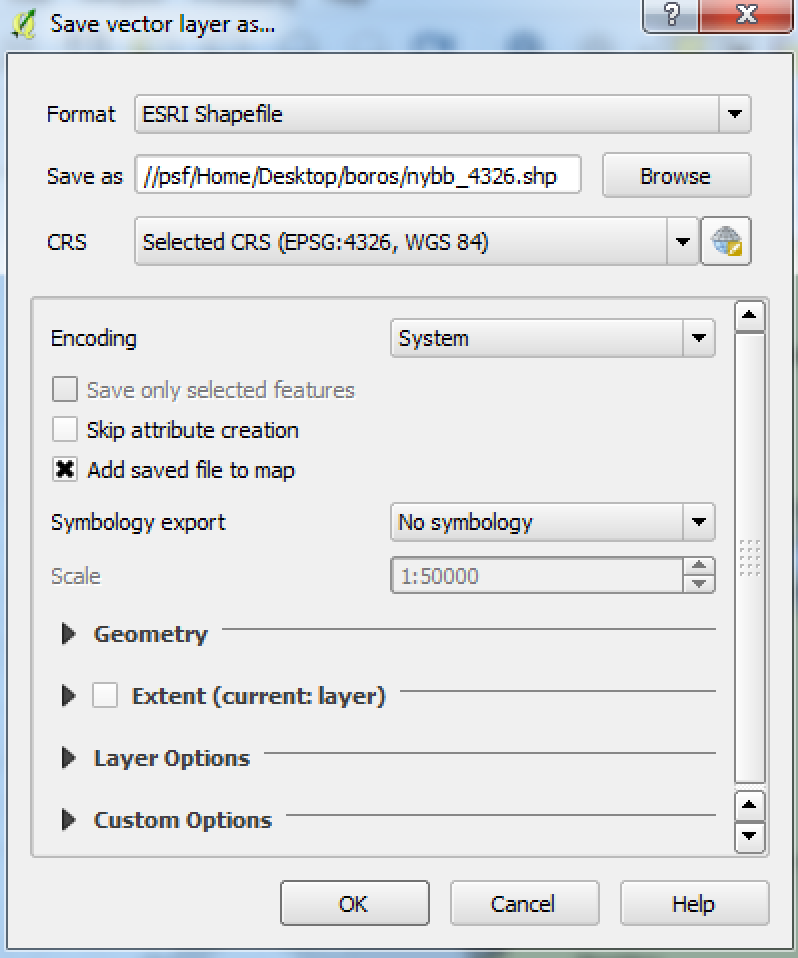 Save vector layer as...
Format ESRI Shapefile
Save as //psf/Home/Desktop/boros/nybb_4326.shp Browse
CRS Selected CRS (EPSG:4326, WGS 84)
Encoding System
Save only selected features
Skip attribute creation
Add saved file to map
Symbology export No symbology
Scale 1:50000
Geometry
Extent (current: layer)
Layer Options
Custom Options
OK Cancel Help